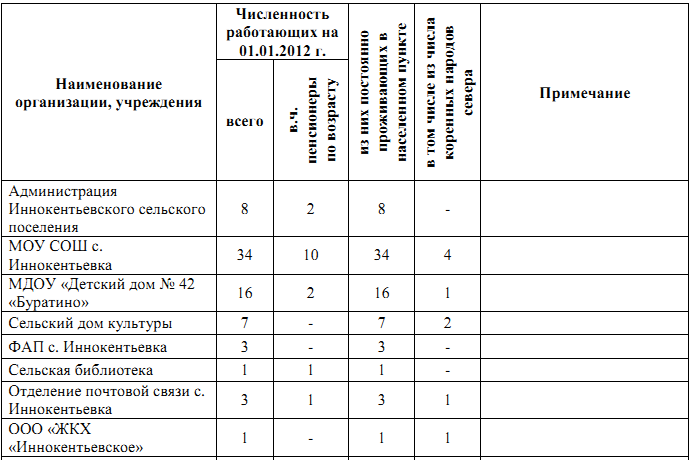 Наименование
организации, учреждения
Численность
работающих на
01.01.2012 г.
всего
в.ч.
пенсионеры
по возрасту
из них постоянно
проживающих в
населенном пункте
в том числе из числа
коренных народов
севера
Примечание
Администрация
Иннокентьевского сельского
поселения
8 2 8 -
МОУ СОШ с.
Иннокентьевка
34 10 34 4
МДОУ «Детский дом № 42
«Буратино»
16 2 16 1
Сельский дом культуры 7 - 7 2
ФАП с. Иннокентьевка 3 - 3 -
Сельская библиотека 1 1 1 -
Отделение почтовой связи с.
Иннокентьевка
3 1 3 1
ООО «ЖКХ
«Иннокентьевское»
1 - 1 1